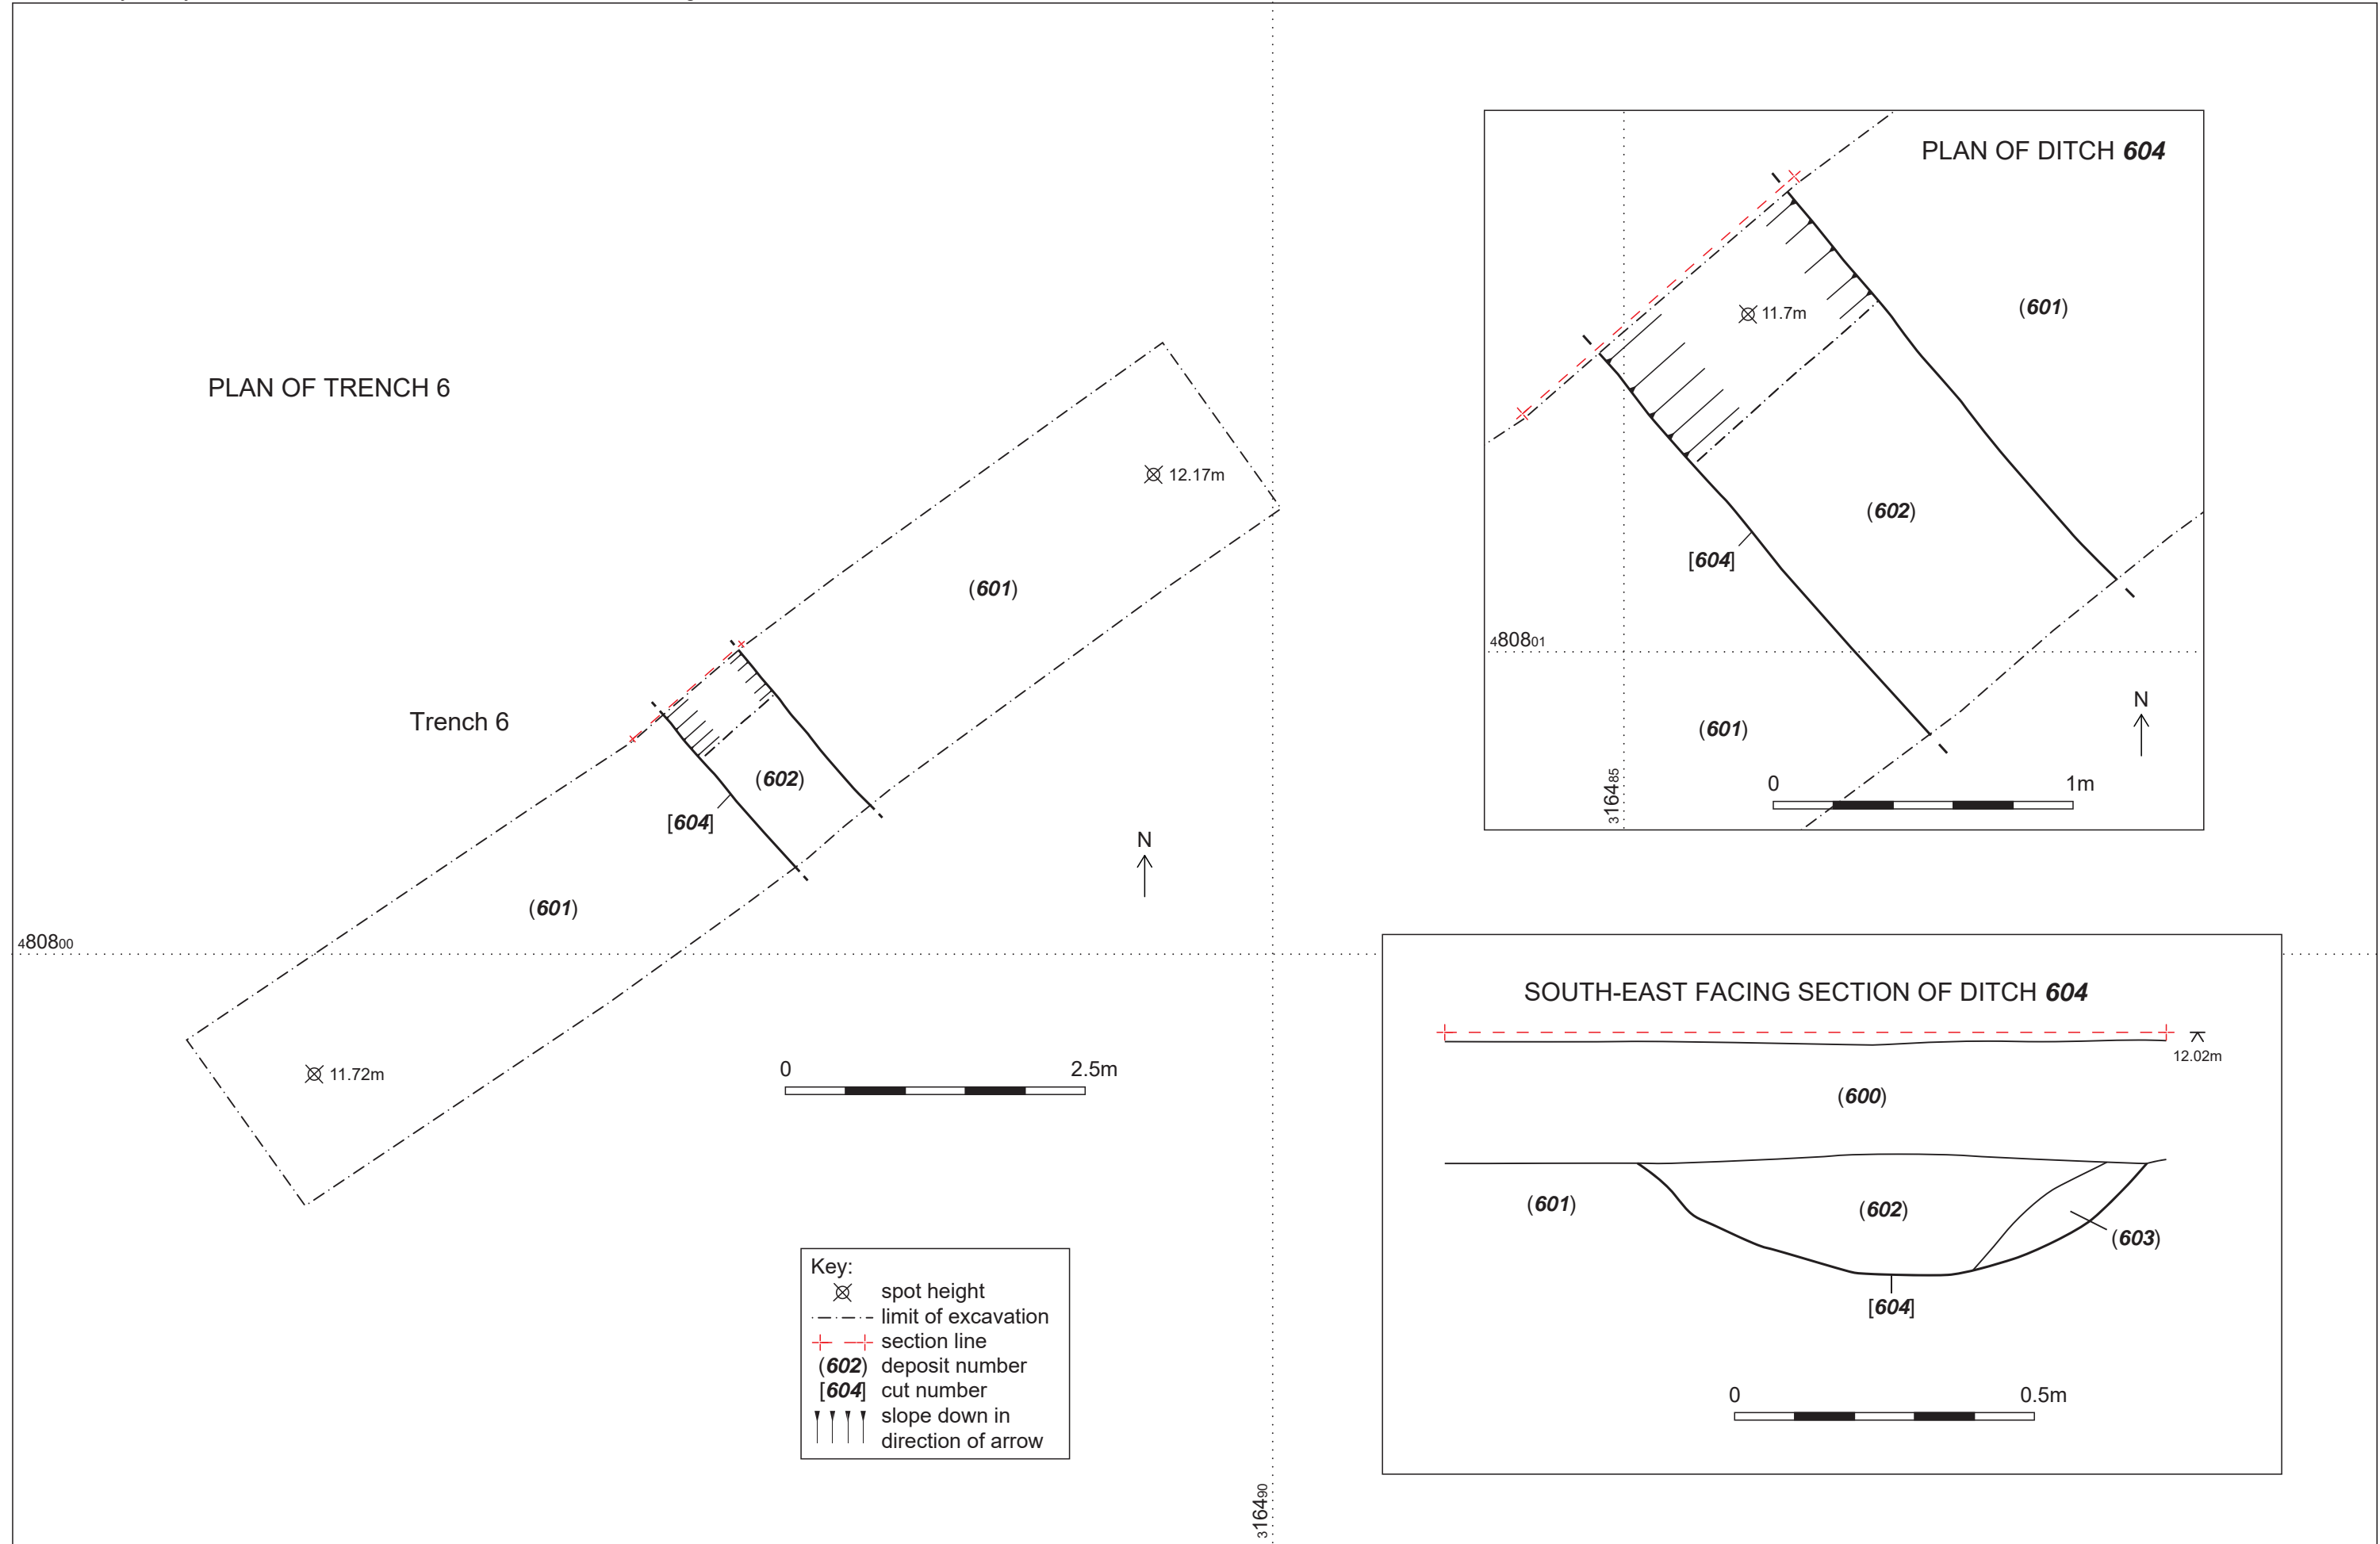 PLAN OF TRENCH 6
12.17m
(601)
Trench 6
(602)
[604]
N
(601)
480800
11.72m
0 2.5m
316490
Key:
spot height
limit of excavation
section line
(602) deposit number
[604] cut number
slope down in
direction of arrow
PLAN OF DITCH 604
11.7m
(601)
(602)
[604]
480801
(601)
N
316485
0 1m
SOUTH-EAST FACING SECTION OF DITCH 604
12.02m
(600)
(601)
(602)
(603)
[604]
0 0.5m